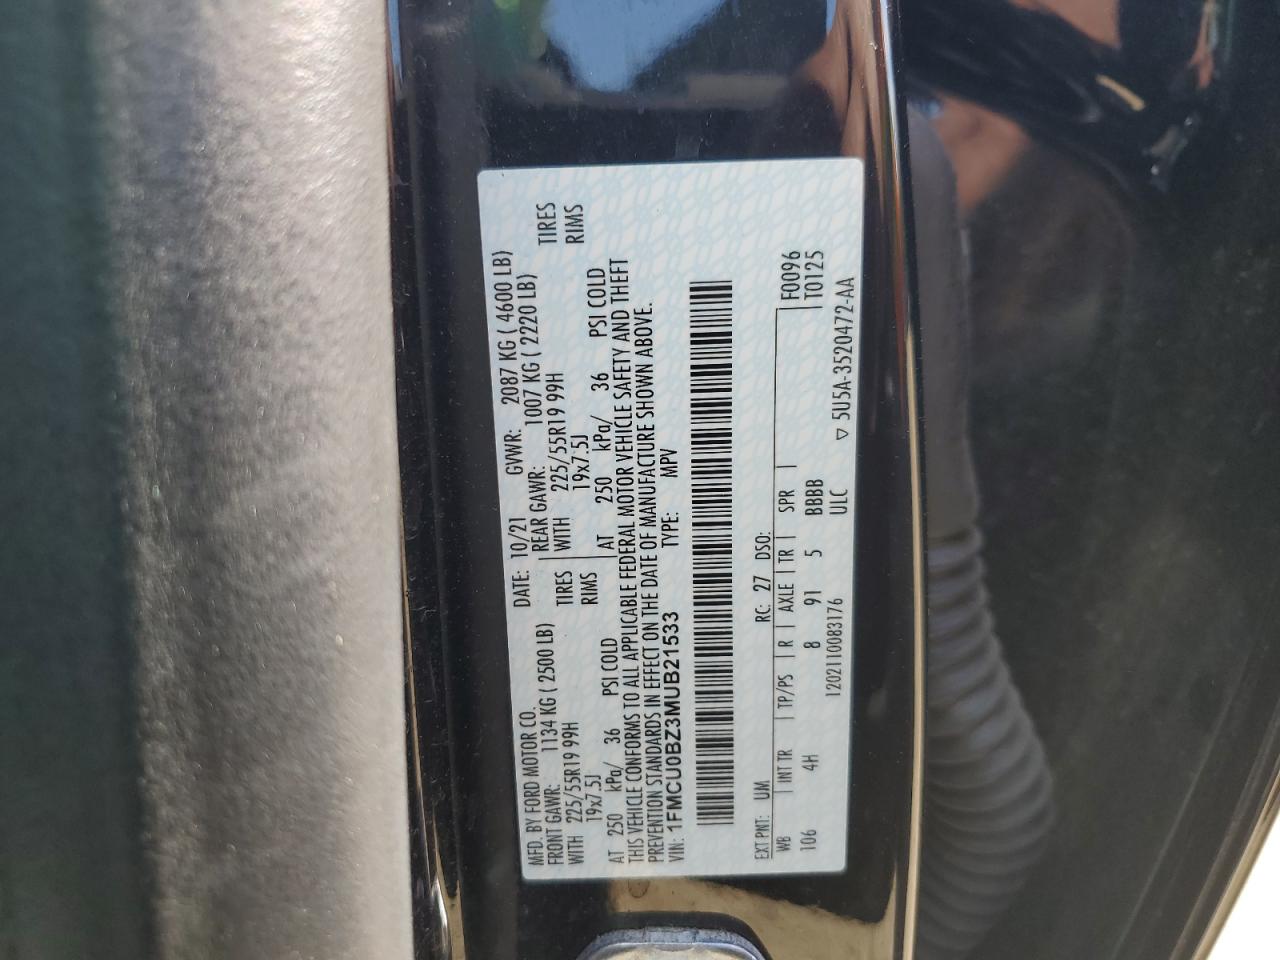 MFD. BY FORD MOTOR CO. DATE: 10/21 GVWR: 2087 KG ( 4600 LB)
FRONT GAWR: 1134 KG ( 2500 LB) REAR GAWR: 1007 KG ( 2220 LB)
WITH 225/55R19 99H TIRES WITH 225/55R19 99H TIRES
19x7.5J RIMS 19x7.5J RIMS
AT 250 kPa/ 36 PSI COLD AT 250 kPa/ 36 PSI COLD
THIS VEHICLE CONFORMS TO ALL APPLICABLE FEDERAL MOTOR VEHICLE SAFETY AND THEFT
PREVENTION STANDARDS IN EFFECT ON THE DATE OF MANUFACTURE SHOWN ABOVE.
VIN: 1FMCU0BZ3MUB21533 TYPE: MPV
EXT PNT: UM RC: 27 DSO: F0096
WB INT TR TP/PS R AXLE TR SPR T0125
106 4H 8 91 5 BBBB
1202110083176 ULC ▽ 5U5A-3520472-AA